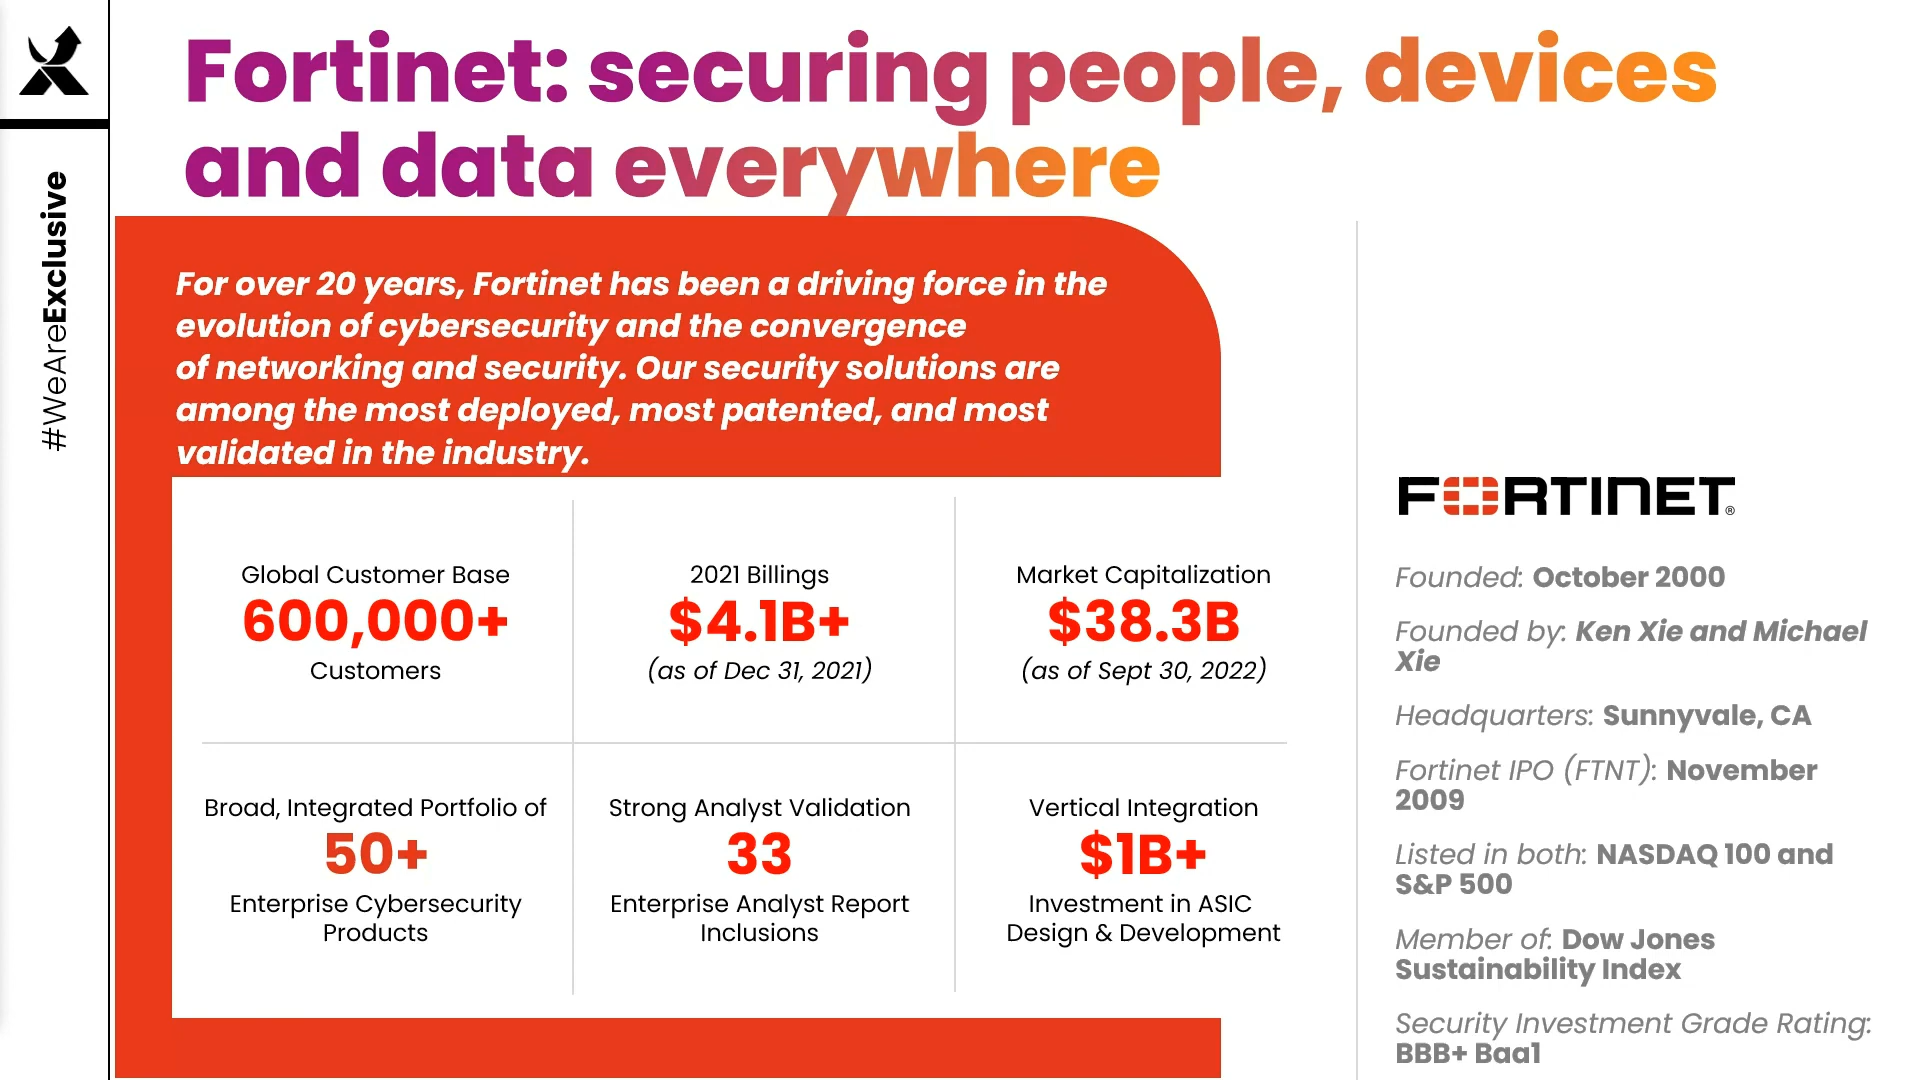 Fortinet: securing people, devices
and data everywhere
#WeAreExclusive
For over 20 years, Fortinet has been a driving force in the
evolution of cybersecurity and the convergence
of networking and security. Our security solutions are
among the most deployed, most patented, and most
validated in the industry.
Global Customer Base
600,000+
Customers
2021 Billings
$4.1B+
(as of Dec 31, 2021)
Market Capitalization
$38.3B
(as of Sept 30, 2022)
Broad, Integrated Portfolio of
50+
Enterprise Cybersecurity
Products
Strong Analyst Validation
33
Enterprise Analyst Report
Inclusions
Vertical Integration
$1B+
Investment in ASIC
Design & Development
FORTINET®
Founded: October 2000
Founded by: Ken Xie and Michael
Xie
Headquarters: Sunnyvale, CA
Fortinet IPO (FTNT): November
2009
Listed in both: NASDAQ 100 and
S&P 500
Member of: Dow Jones
Sustainability Index
Security Investment Grade Rating:
BBB+ Baa1